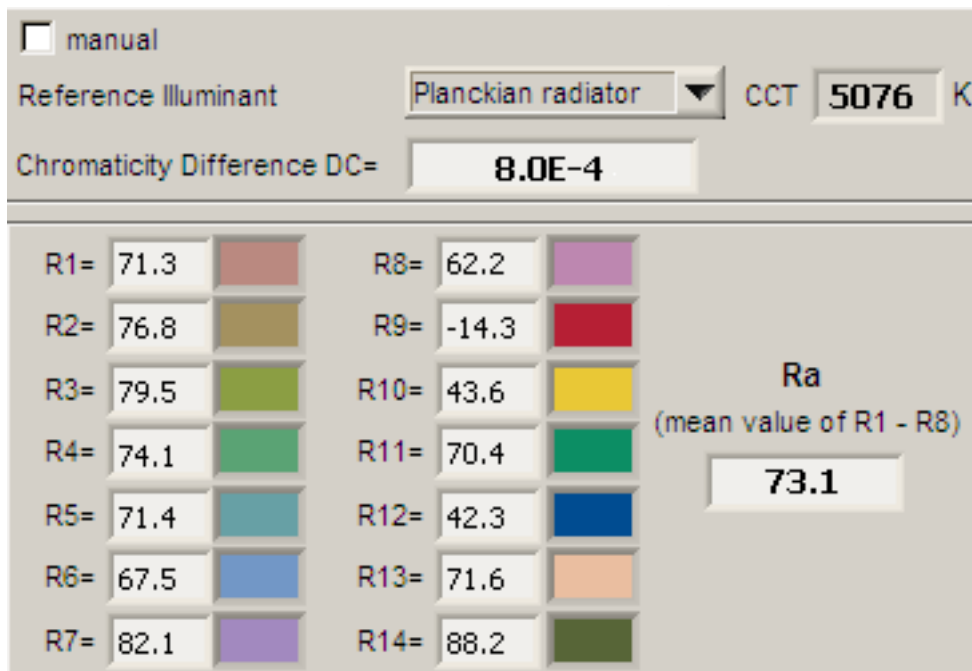 manual
Reference Illuminant Planckian radiator CCT 5076 K
Chromaticity Difference DC= 8.0E-4
R1= 71.3 R8= 62.2
R2= 76.8 R9= -14.3
R3= 79.5 R10= 43.6
R4= 74.1 R11= 70.4
R5= 71.4 R12= 42.3
R6= 67.5 R13= 71.6
R7= 82.1 R14= 88.2
Ra
(mean value of R1 - R8)
73.1